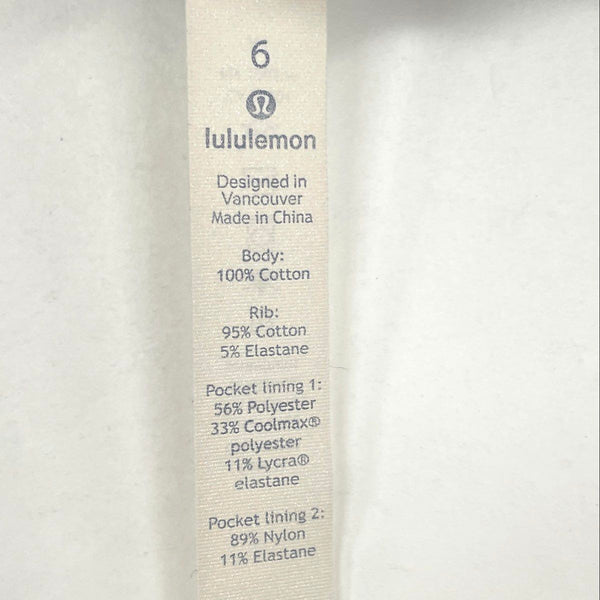 6
lululemon
Designed in
Vancouver
Made in China
Body:
100% Cotton
Rib:
95% Cotton
5% Elastane
Pocket lining 1:
56% Polyester
33% Coolmax®
polyester
11% Lycra®
elastane
Pocket lining 2:
89% Nylon
11% Elastane